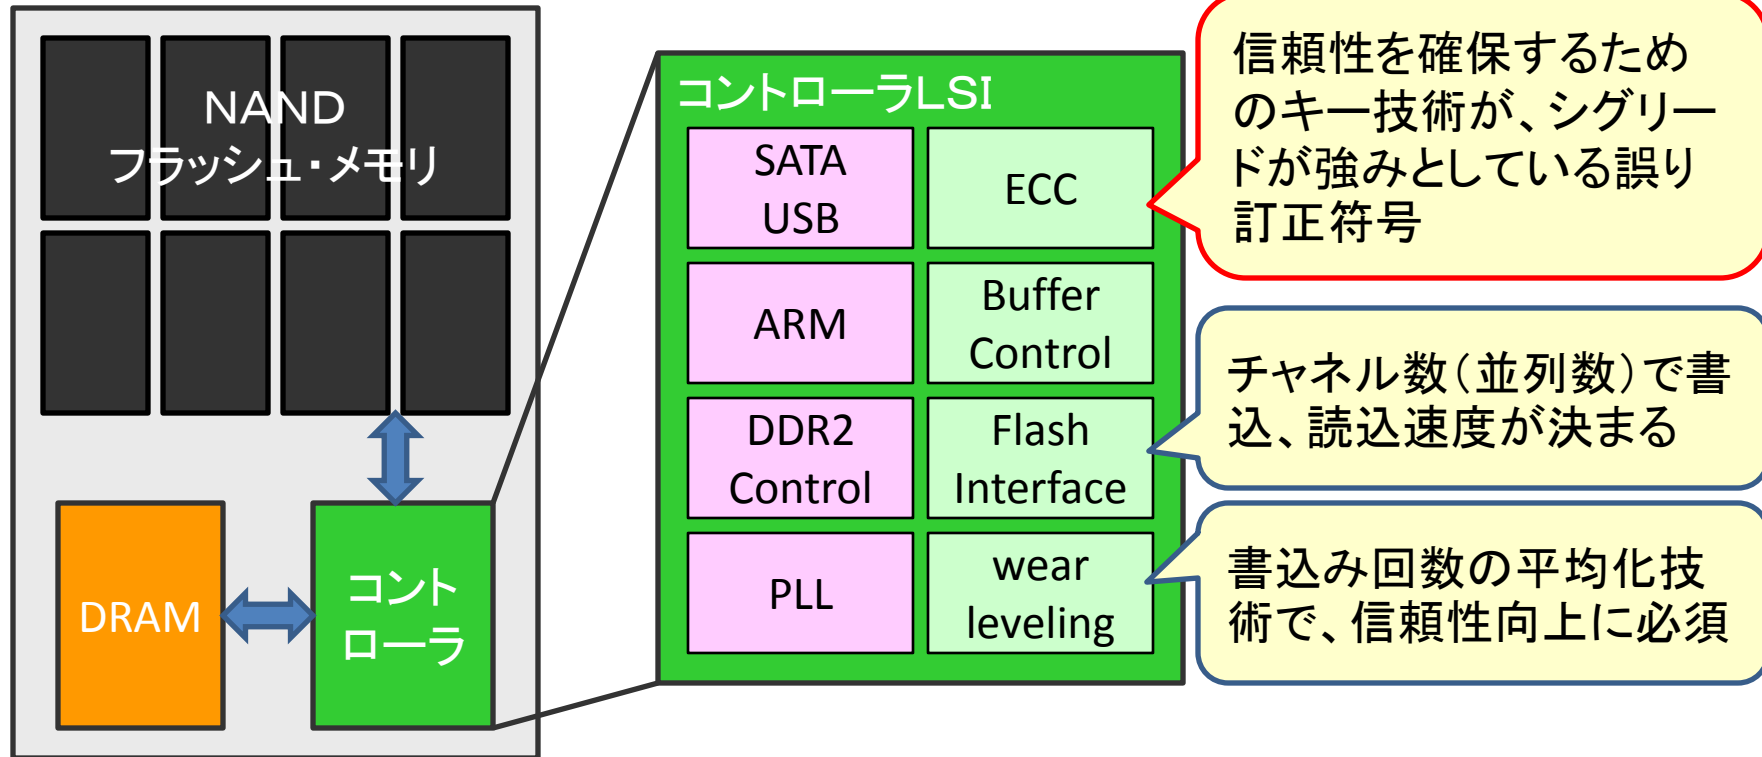 NAND
フラッシュ・メモリ
DRAM
コント
ローラ
コントローラLSI
SATA
USB
ECC
ARM
Buffer
Control
DDR2
Control
Flash
Interface
PLL
wear
leveling
信頼性を確保するため
のキー技術が、シグリー
ドが強みとしている誤り
訂正符号
チャネル数（並列数）で書
込、読込速度が決まる
書込み回数の平均化技
術で、信頼性向上に必須